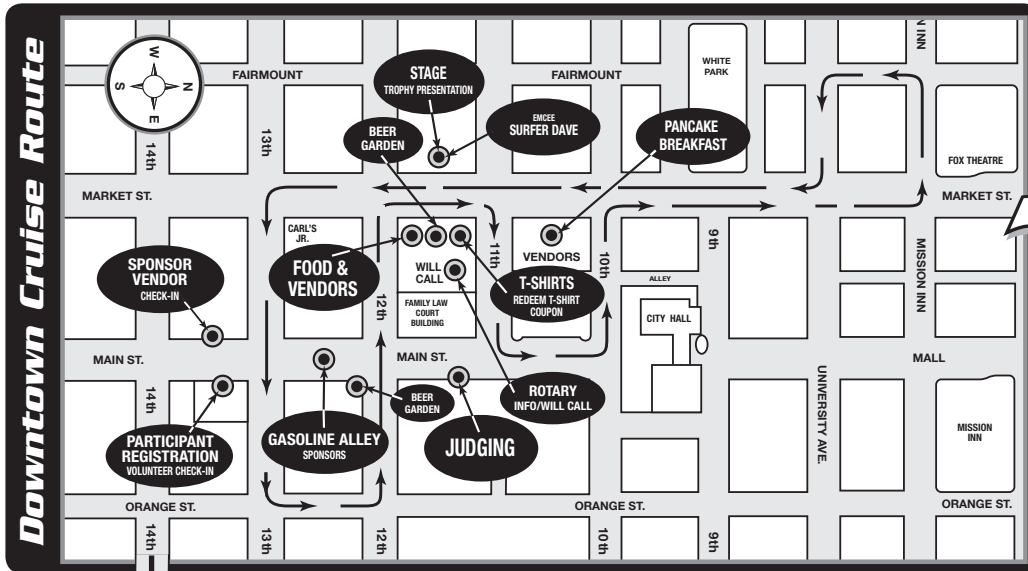 Downtown Cruise Route
W
N
S
E
FAIRMOUNT
FAIRMOUNT
WHITE
PARK
N INN
STAGE
TROPHY PRESENTATION
EMCEE
SURFER DAVE
BEER
GARDEN
PANCAKE
BREAKFAST
14th
13th
FOX THEATRE
MARKET ST.
MARKET ST.
CARL'S
JR.
SPONSOR
VENDOR
CHECK-IN
FOOD &
VENDORS
12th
WILL
CALL
FAMILY LAW
COURT
BUILDING
11th
VENDORS
T-SHIRTS
REDEEM T-SHIRT
COUPON
10th
9th
ALLEY
CITY HALL
MISSION INN
MAIN ST.
MAIN ST.
MALL
14th
PARTICIPANT
REGISTRATION
VOLUNTEER CHECK-IN
GASOLINE ALLEY
SPONSORS
BEER
GARDEN
JUDGING
ROTARY
INFO/WILL CALL
UNIVERSITY AVE.
MISSION
INN
ORANGE ST.
ORANGE ST.
ORANGE ST.
14th
13th
12th
10th
9th